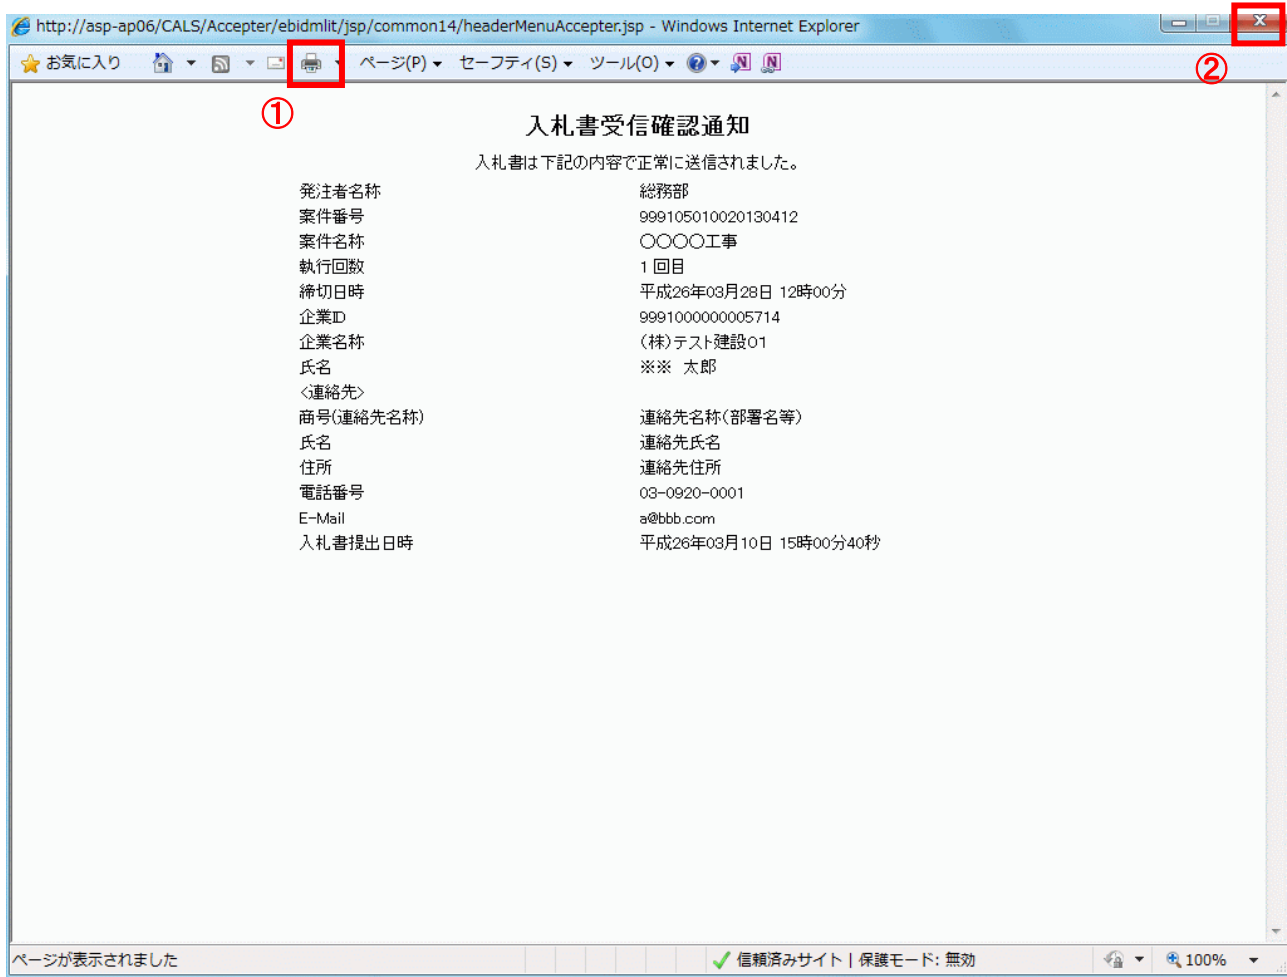 http://asp-ap06/CALS/Accepter/ebidmlit/jsp/common14/headerMenuAccepter.jsp - Windows Internet Explorer
お気に入り ページ(P) セーフティ(S) ツール(O)
①
②
入札書受信確認通知
入札書は下記の内容で正常に送信されました。
発注者名称 総務部
案件番号 999105010020130412
案件名称 〇〇〇〇工事
執行回数 1 回目
締切日時 平成26年03月28日 12時00分
企業ID 9991000000005714
企業名称 (株)テスト建設01
氏名 ※※ 太郎
<連絡先>
商号(連絡先名称) 連絡先名称(部署名等)
氏名 連絡先氏名
住所 連絡先住所
電話番号 03-0920-0001
E-Mail a@bbb.com
入札書提出日時 平成26年03月10日 15時00分40秒
ページが表示されました 信頼済みサイト | 保護モード: 無効 100%